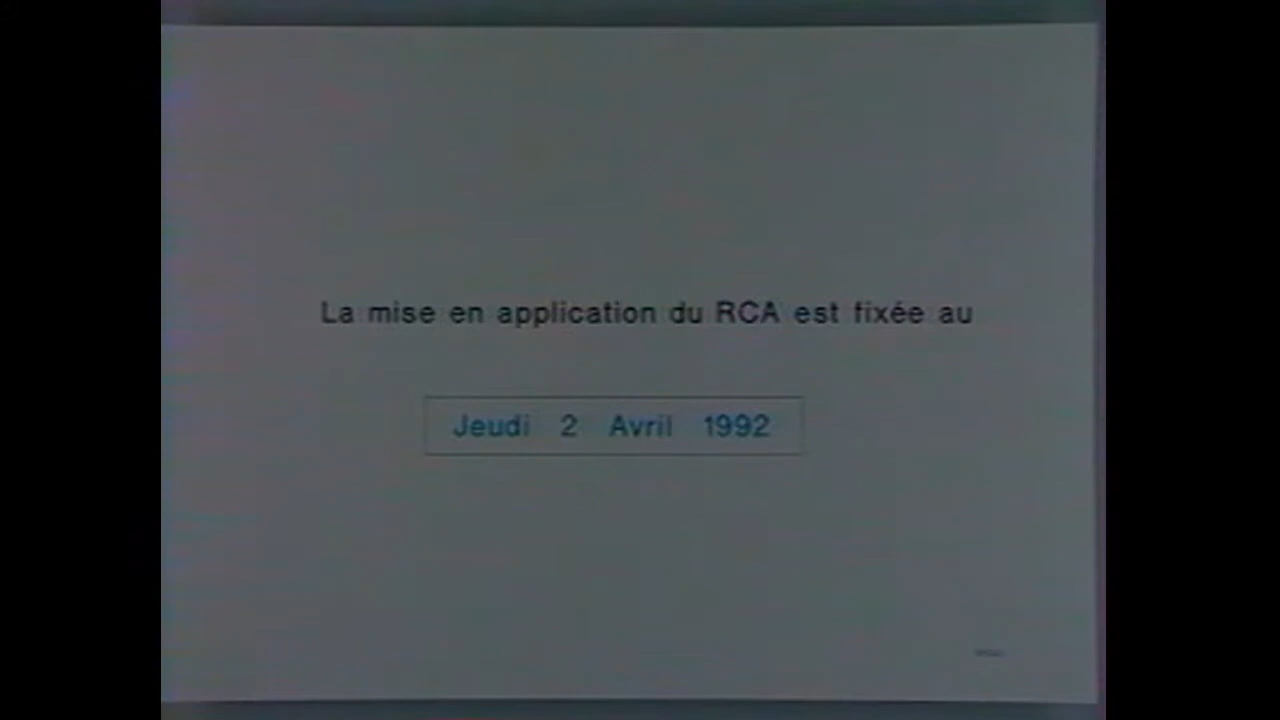 La mise en application du RCA est fixée au
Jeudi 2 Avril 1992